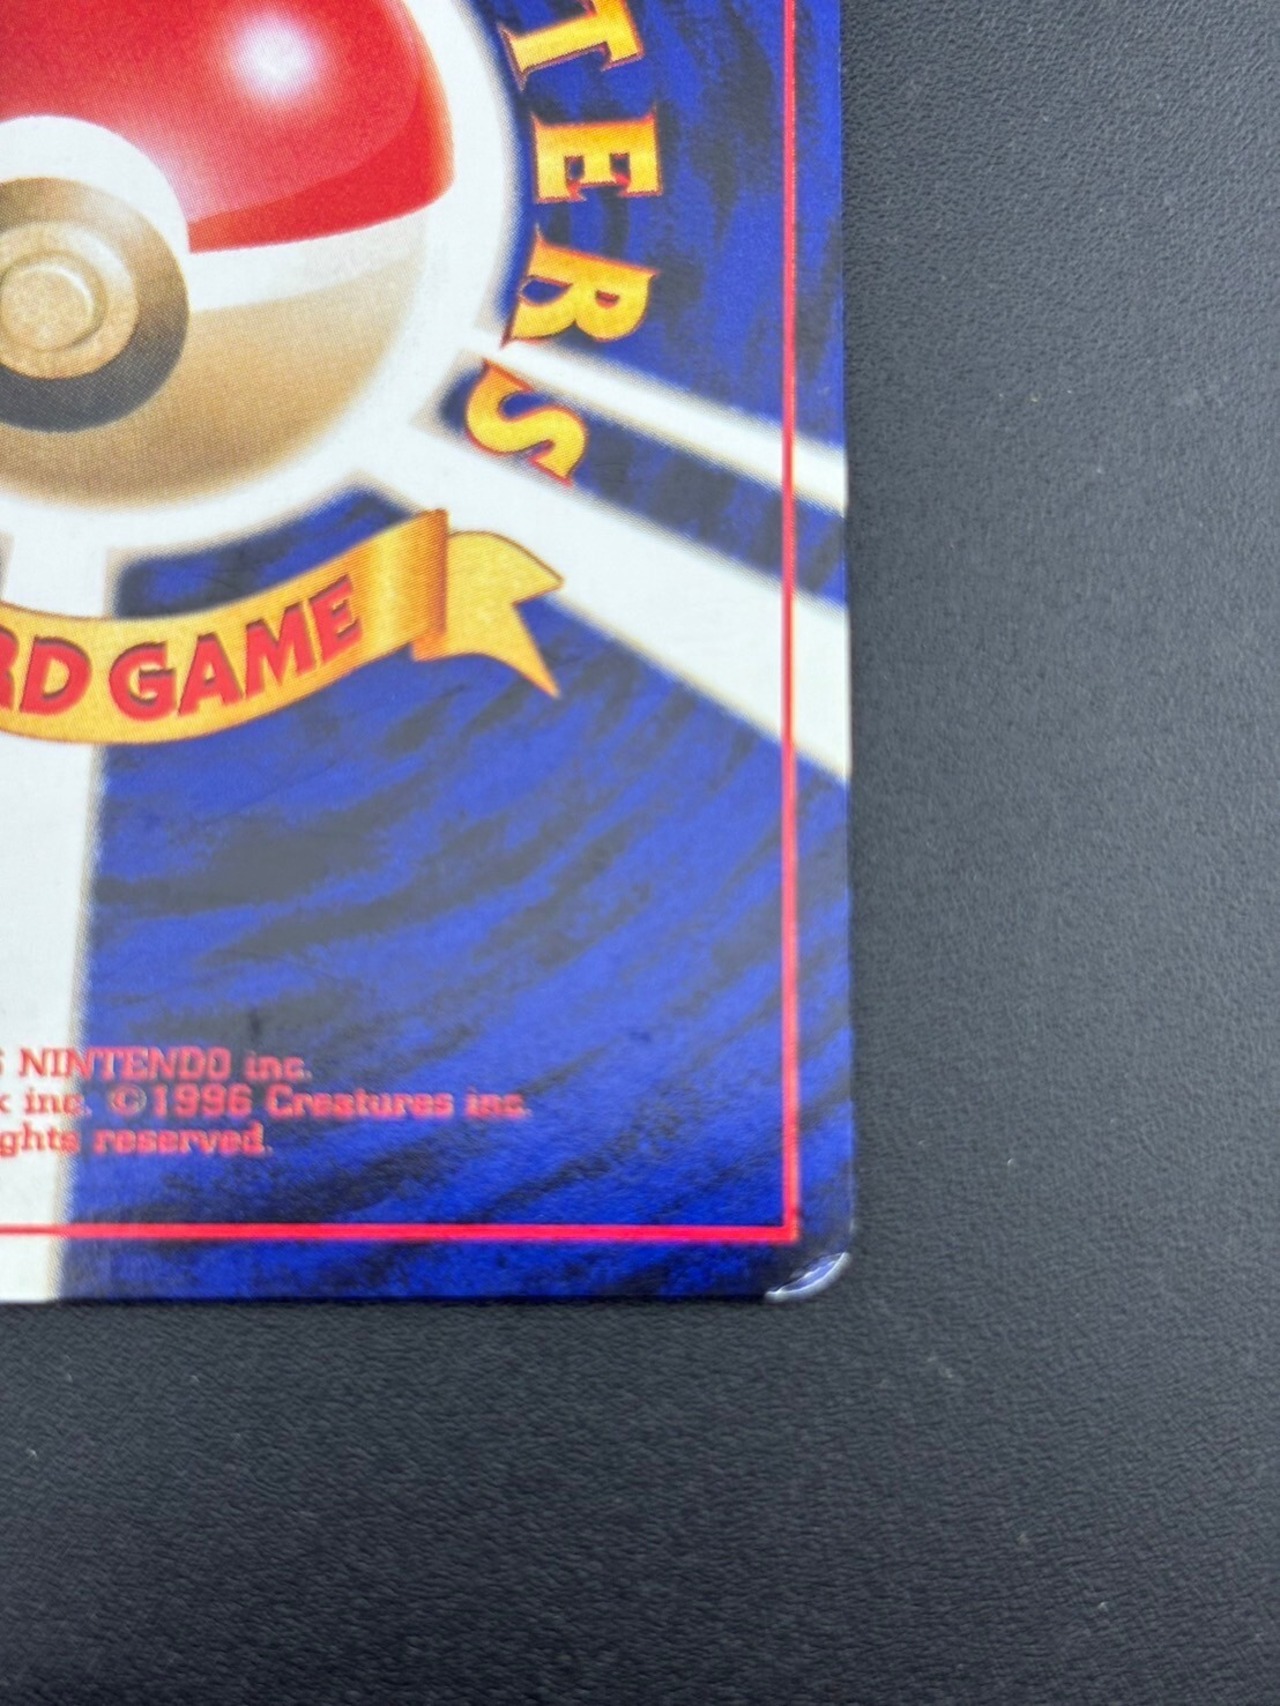 TERS
RD GAME
NINTENDO inc.
k inc. ©1996 Creatures inc.
ghts reserved.